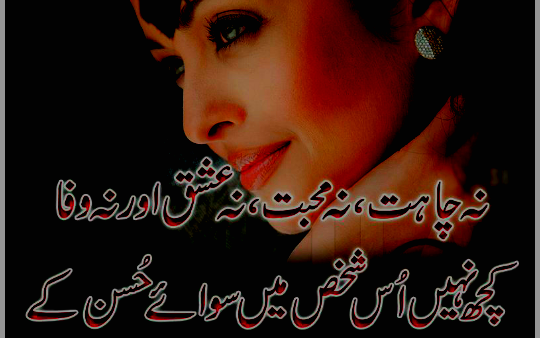 نہ چاہت، نہ محبت، نہ عشق اور نہ وفا
کچھ نہیں اُس شخص میں سوائے حُسن کے